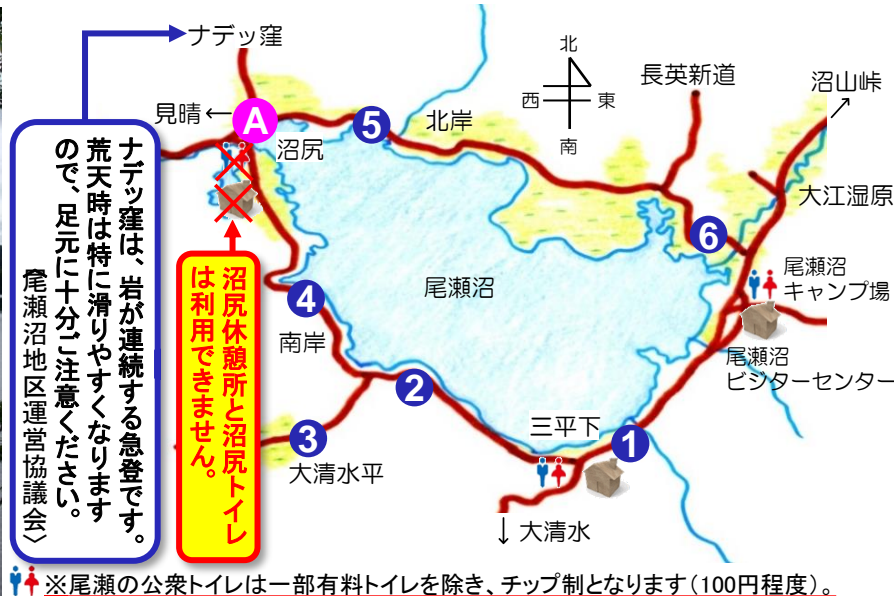 ナデッ窪
北
西
東
南
長英新道
沼山峠
見晴←
A
沼尻
5
北岸
大江湿原
6
尾瀬沼
キャンプ場
尾瀬沼
ビジターセンター
尾瀬沼
4
南岸
2
3
大清水平
三平下
1
↓大清水
ナデッ窪は、岩が連続する急登です。
荒天時は特に滑りやすくなります
ので、足元に十分ご注意ください。
〈尾瀬沼地区運営協議会〉
沼尻休憩所と沼尻トイレ
は利用できません。
※尾瀬の公衆トイレは一部有料トイレを除き、チップ制となります(100円程度)。